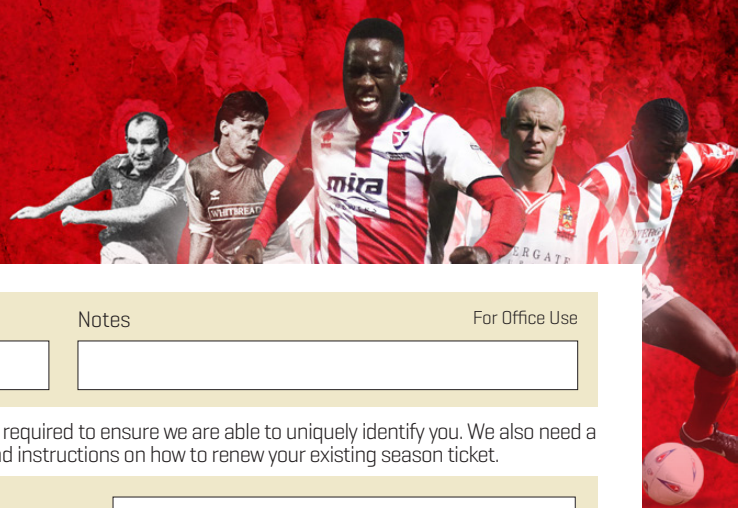 mira
WHITBREAD
ERGATE
Notes
For Office Use
required to ensure we are able to uniquely identify you. We also need a
d instructions on how to renew your existing season ticket.